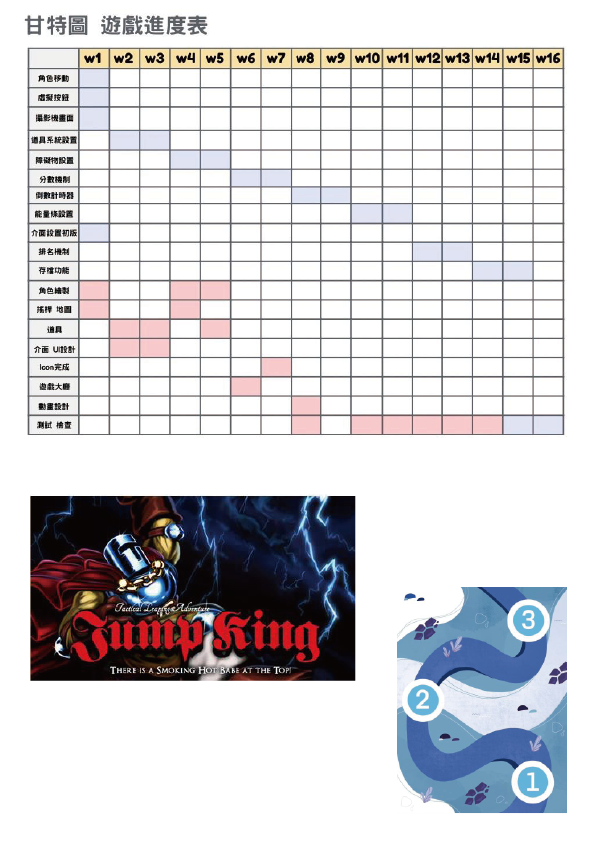 甘特圖 遊戲進度表
w1 w2 w3 w4 w5 w6 w7 w8 w9 w10 w11 w12 w13 w14 w15 w16
角色移動
虛擬按鈕
攝影機畫面
道具系統設置
障礙物設置
分數機制
倒數計時器
能量條設置
介面設置初版
排名機制
存檔功能
角色繪製
搖桿 地圖
道具
介面 UI設計
Icon完成
遊戲大廳
動畫設計
測試 檢查
Tactical Leaping Adventure
Jump King
THERE IS A SMOKING HOT BABE AT THE TOP!
3
2
1